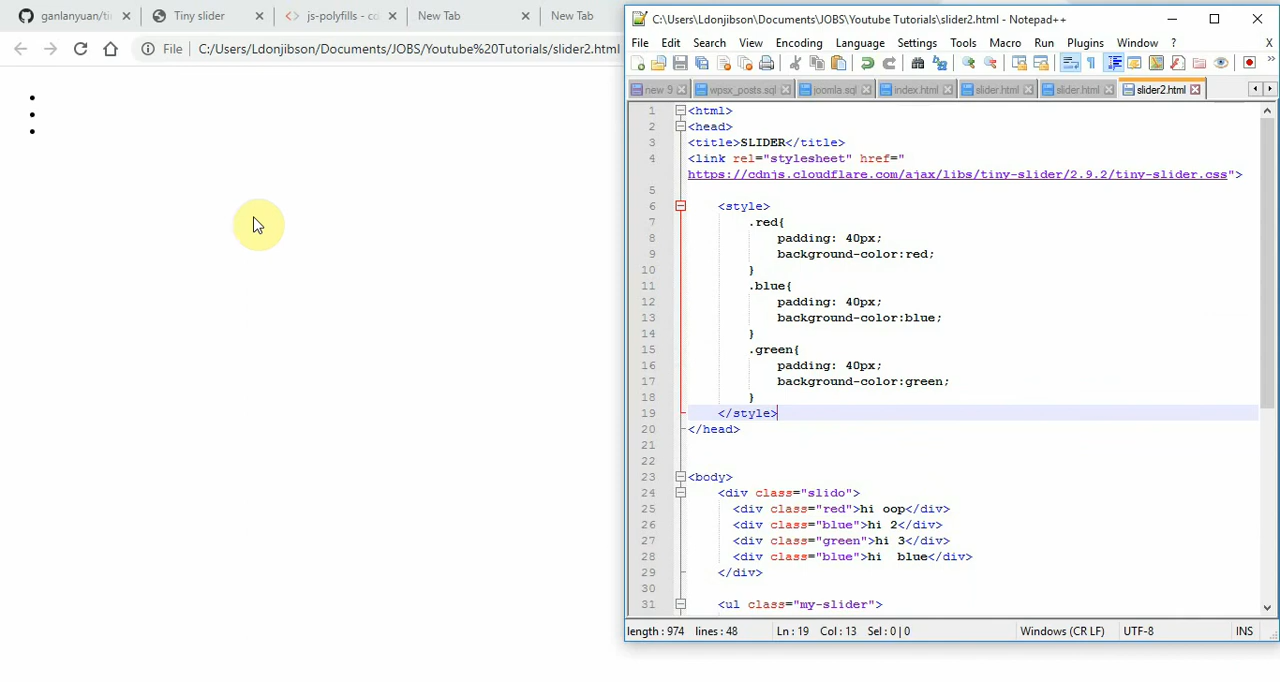 ganlanyuan/ti
Tiny slider
js-polyfills - cd
New Tab
New Tab
File
C:/Users/Ldonjibson/Documents/JOBS/Youtube%20Tutorials/slider2.html
C:\Users\Ldonjibson\Documents\JOBS\Youtube Tutorials\slider2.html - Notepad++
File Edit Search View Encoding Language Settings Tools Macro Run Plugins Window ? X
new 9
wpsx_posts.sql
joomla.sql
index.html
slider.html
slider.html
slider2.html
1 <html>
2 <head>
3 <title>SLIDER</title>
4 <link rel="stylesheet" href="
https://cdnjs.cloudflare.com/ajax/libs/tiny-slider/2.9.2/tiny-slider.css">
5
6 <style>
7 .red{
8 padding: 40px;
9 background-color:red;
10 }
11 .blue{
12 padding: 40px;
13 background-color:blue;
14 }
15 .green{
16 padding: 40px;
17 background-color:green;
18 }
19 </style>
20 </head>
21
22
23 <body>
24 <div class="slido">
25 <div class="red">hi oop</div>
26 <div class="blue">hi 2</div>
27 <div class="green">hi 3</div>
28 <div class="blue">hi  blue</div>
29 </div>
30
31 <ul class="my-slider">
length : 974 lines : 48 Ln : 19 Col : 13 Sel : 0 | 0 Windows (CR LF) UTF-8 INS